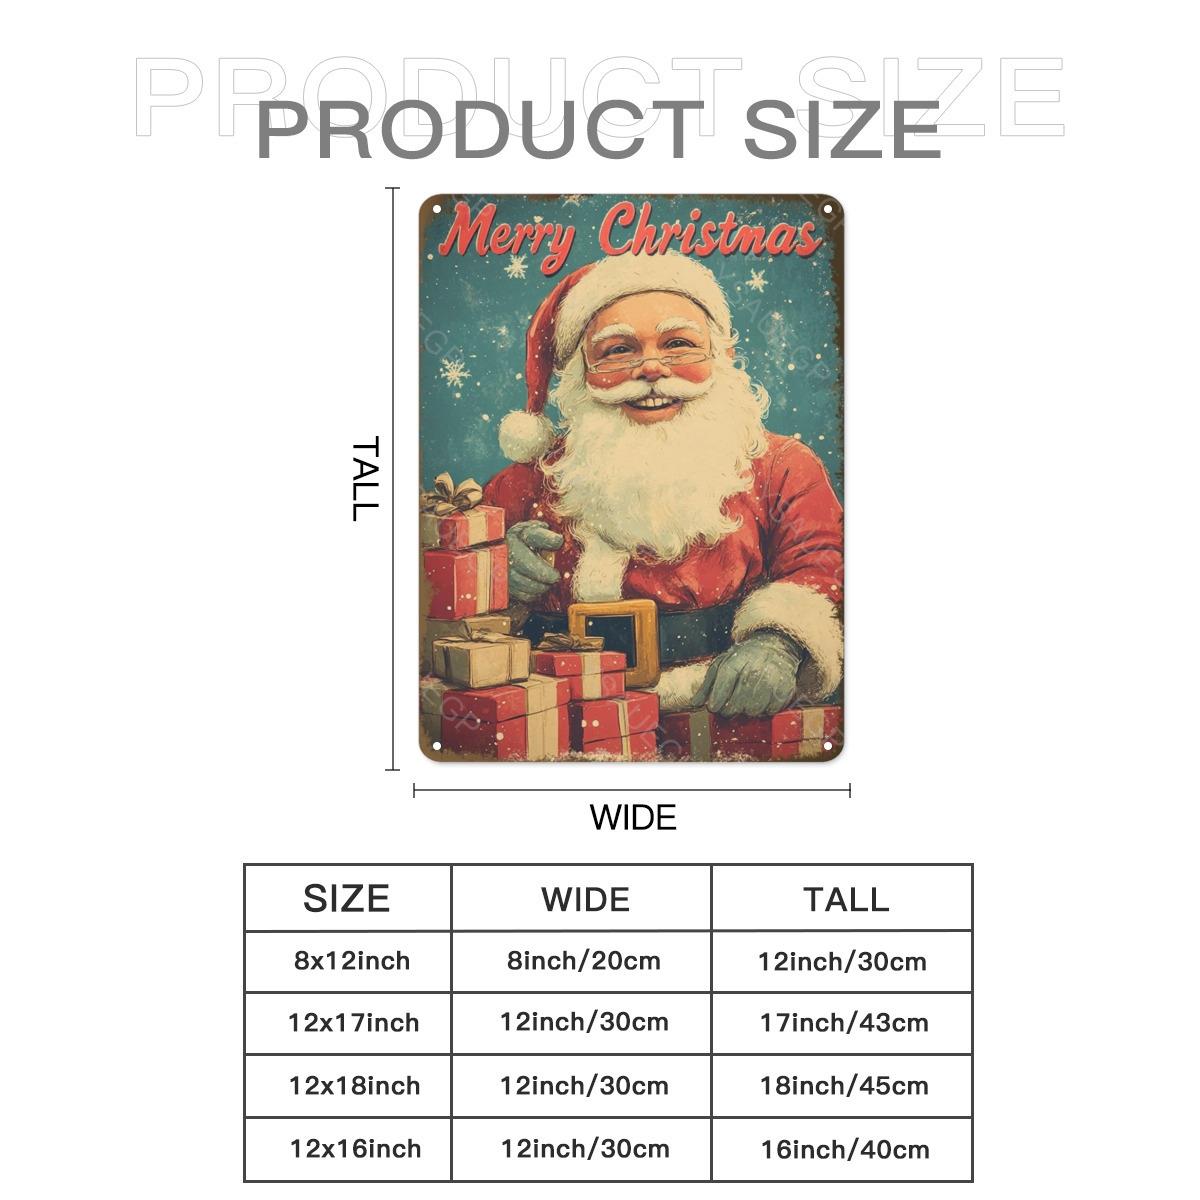 PRODUCT SIZE
PRODUCT SIZE
Merry Christmas
TALL
WIDE
SIZE WIDE TALL
8x12inch 8inch/20cm 12inch/30cm
12x17inch 12inch/30cm 17inch/43cm
12x18inch 12inch/30cm 18inch/45cm
12x16inch 12inch/30cm 16inch/40cm